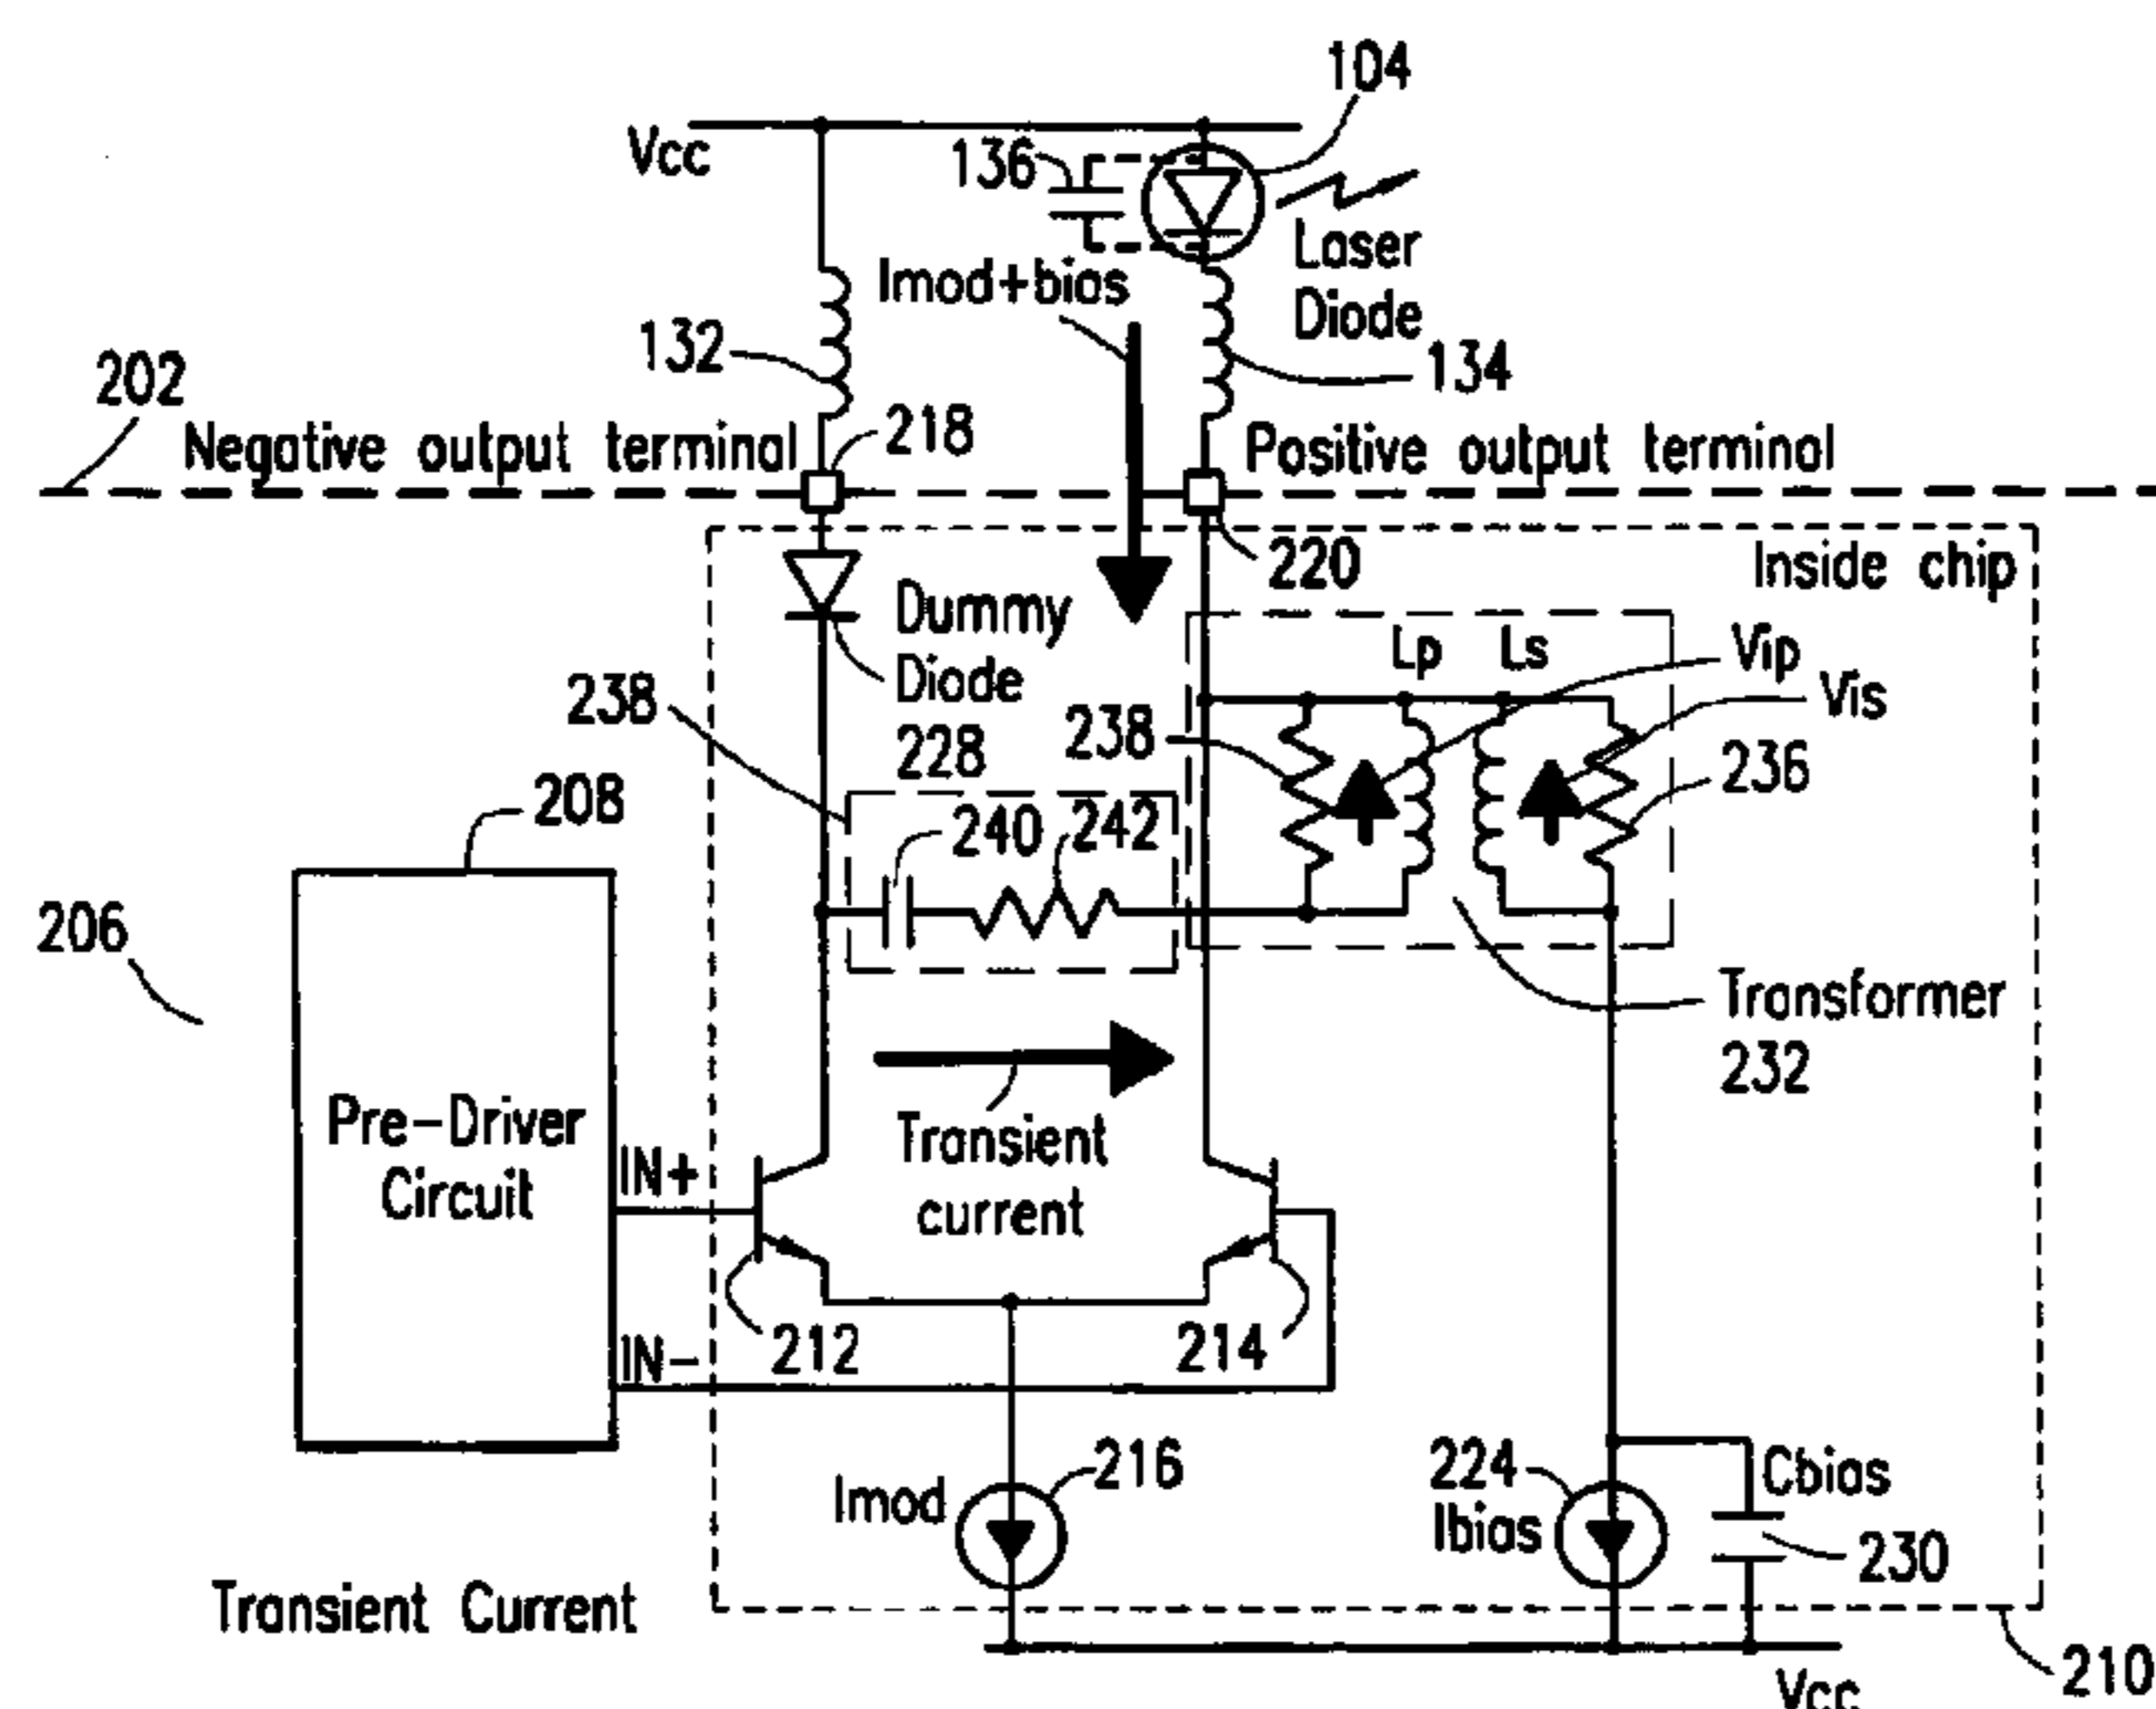 104
Vcc
136
Laser
Diode
Imod+bias
132
134
202
Negative output terminal
218
Positive output terminal
220
Inside chip
Dummy
Diode
228
Lp
Ls
Vip
Vis
238
238
236
240
242
208
206
Transformer
232
Pre-Driver
Circuit
IN+
Transient
current
212
214
IN-
Imod
216
224
Ibias
Cbias
230
Transient Current
210
Vcc